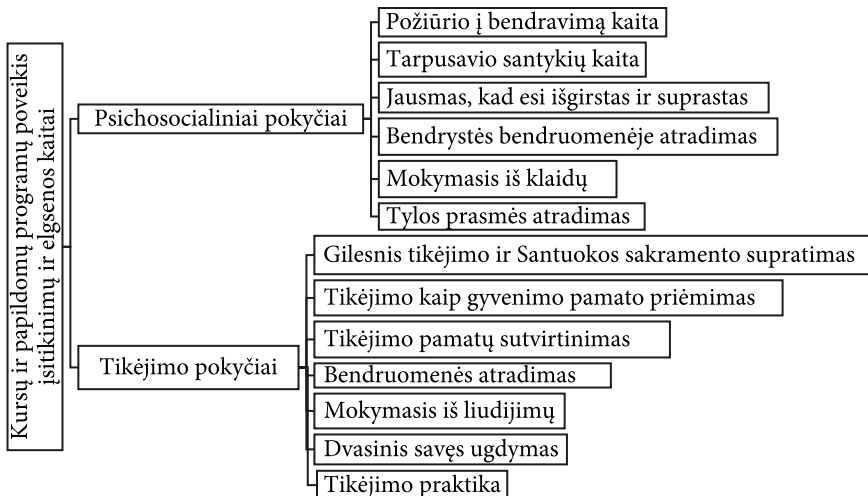 Kursų ir papildomų programų poveikis
įsitikinimų ir elgsenos kaitai
Psichosocialiniai pokyčiai
Požiūrio į bendravimą kaita
Tarpusavio santykių kaita
Jausmas, kad esi išgirstas ir suprastas
Bendrystės bendruomenėje atradimas
Mokymasis iš klaidų
Tylos prasmės atradimas
Tikėjimo pokyčiai
Gilesnis tikėjimo ir Santuokos sakramento supratimas
Tikėjimo kaip gyvenimo pamato priėmimas
Tikėjimo pamatų sutvirtinimas
Bendruomenės atradimas
Mokymasis iš liudijimų
Dvasinis savęs ugdymas
Tikėjimo praktika